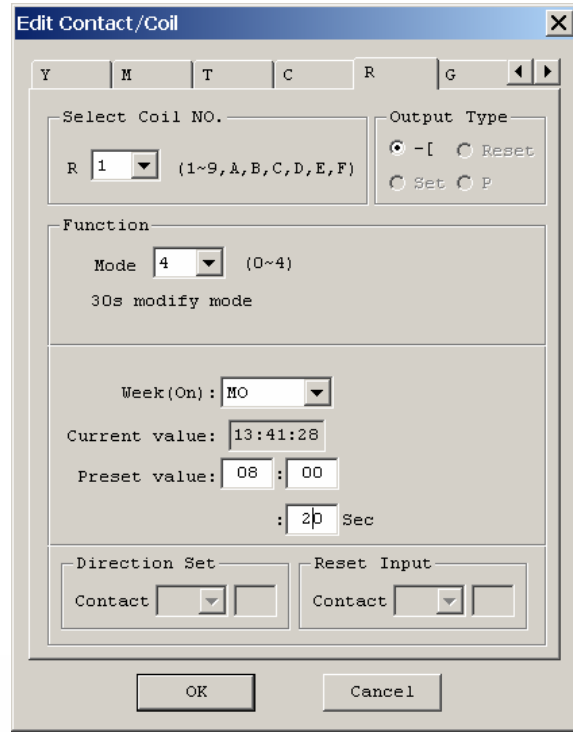 Edit Contact/Coil
Y M T C R G
Select Coil NO.
R 1 (1~9,A,B,C,D,E,F)
Output Type
-[ Reset
Set P
Function
Mode 4 (0~4)
30s modify mode
Week(On): MO
Current value: 13:41:28
Preset value: 08 : 00
: 20 Sec
Direction Set
Contact
Reset Input
Contact
OK Cancel